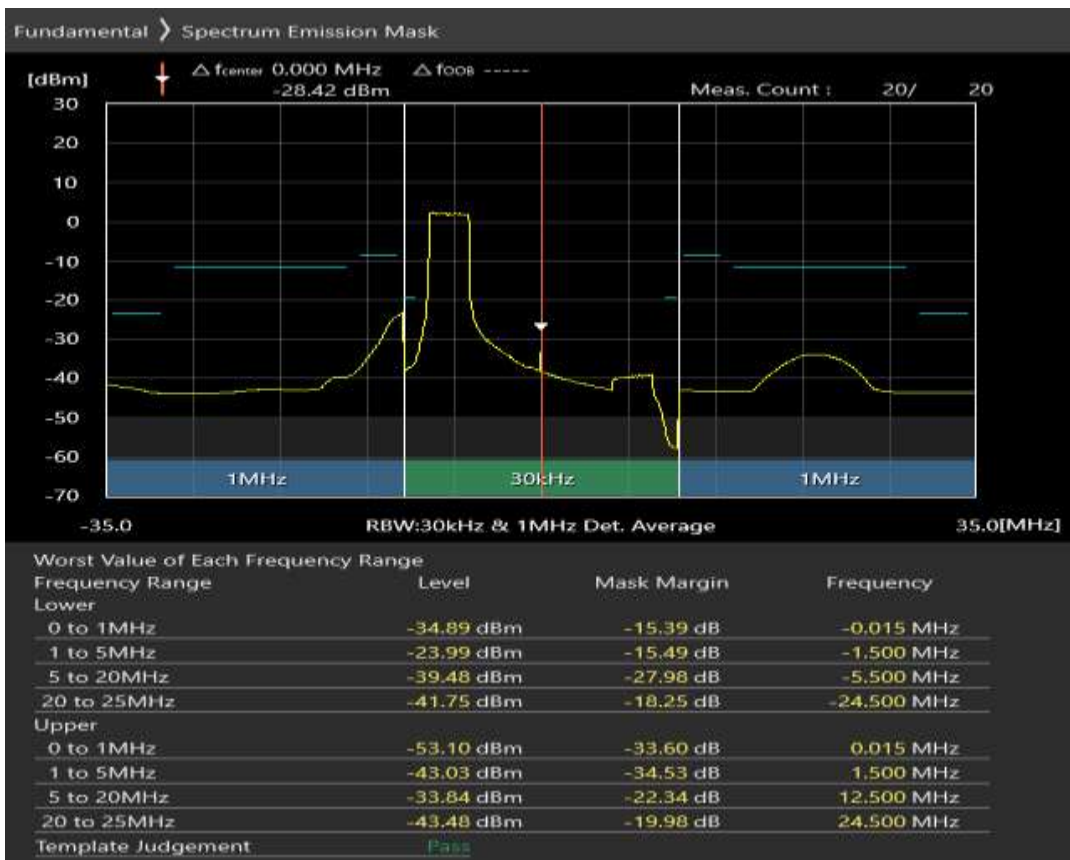 Fundamental ❯ Spectrum Emission Mask
[dBm] △ fcenter 0.000 MHz △ fOOB -----
-28.42 dBm Meas. Count : 20/ 20
30
20
10
0
-10
-20
-30
-40
-50
-60
-70
1MHz 30kHz 1MHz
-35.0 RBW:30kHz & 1MHz Det. Average 35.0[MHz]
Worst Value of Each Frequency Range
Frequency Range Level Mask Margin Frequency
Lower
0 to 1MHz -34.89 dBm -15.39 dB -0.015 MHz
1 to 5MHz -23.99 dBm -15.49 dB -1.500 MHz
5 to 20MHz -39.48 dBm -27.98 dB -5.500 MHz
20 to 25MHz -41.75 dBm -18.25 dB -24.500 MHz
Upper
0 to 1MHz -53.10 dBm -33.60 dB 0.015 MHz
1 to 5MHz -43.03 dBm -34.53 dB 1.500 MHz
5 to 20MHz -33.84 dBm -22.34 dB 12.500 MHz
20 to 25MHz -43.48 dBm -19.98 dB 24.500 MHz
Template Judgement Pass